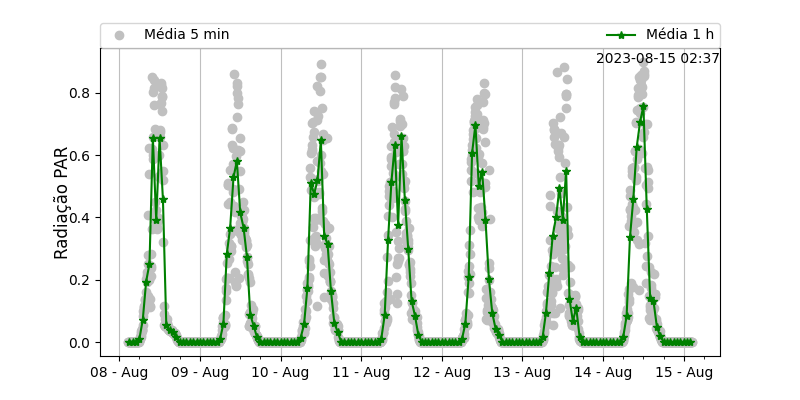 Média 5 min
Média 1 h
2023-08-15 02:37
Radiação PAR
0.8
0.6
0.4
0.2
0.0
08 - Aug
09 - Aug
10 - Aug
11 - Aug
12 - Aug
13 - Aug
14 - Aug
15 - Aug